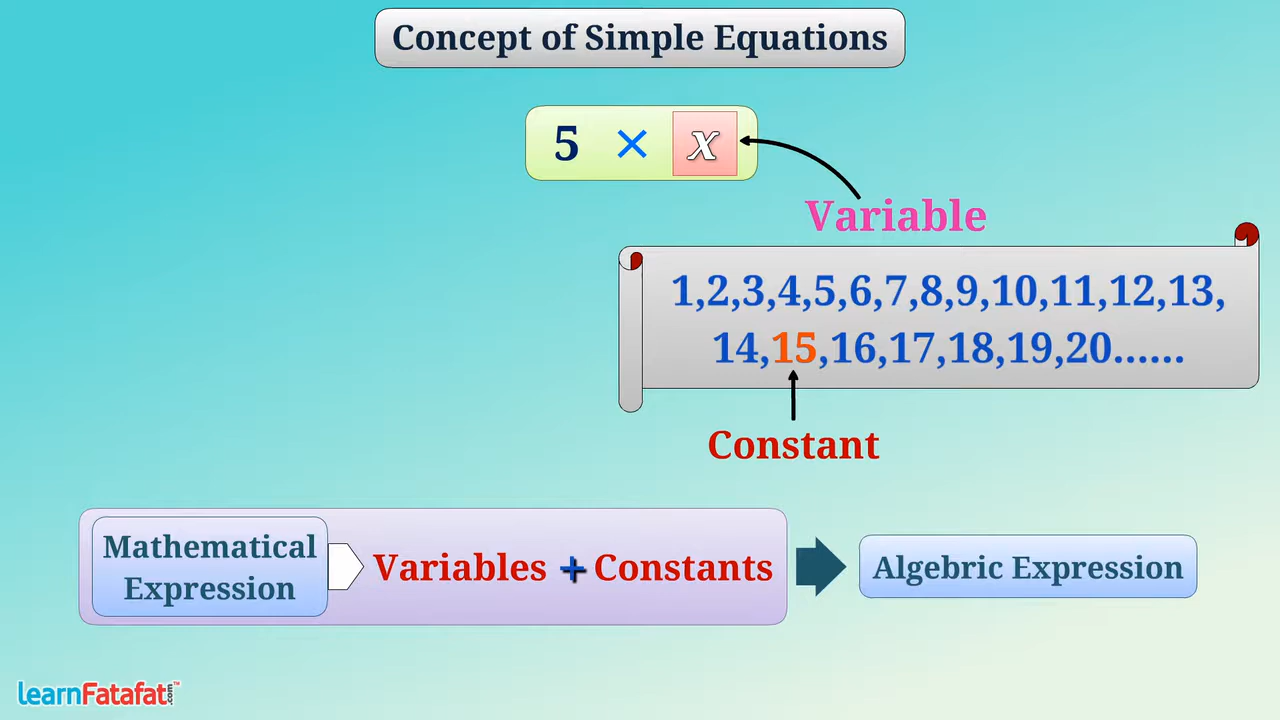 Concept of Simple Equations
5 × x
Variable
1,2,3,4,5,6,7,8,9,10,11,12,13,
14,15,16,17,18,19,20......
Constant
Mathematical
Expression
Variables + Constants
Algebric Expression
learnFatafat.com™